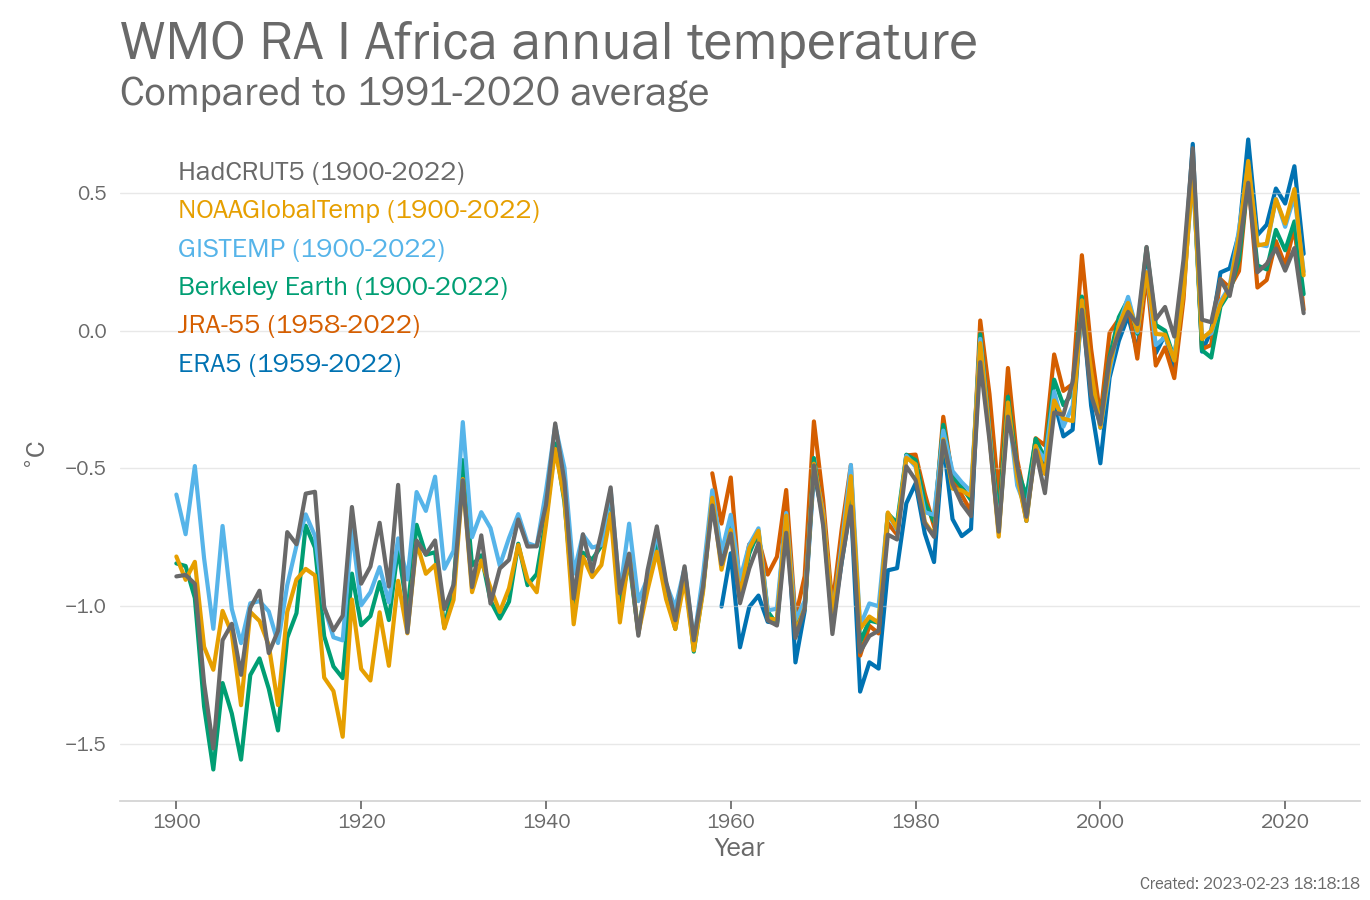 WMO RA I Africa annual temperature
Compared to 1991-2020 average
HadCRUT5 (1900-2022)
NOAAGlobalTemp (1900-2022)
GISTEMP (1900-2022)
Berkeley Earth (1900-2022)
JRA-55 (1958-2022)
ERA5 (1959-2022)
0.5
0.0
−0.5
−1.0
−1.5
°C
1900 1920 1940 1960 1980 2000 2020
Year
Created: 2023-02-23 18:18:18